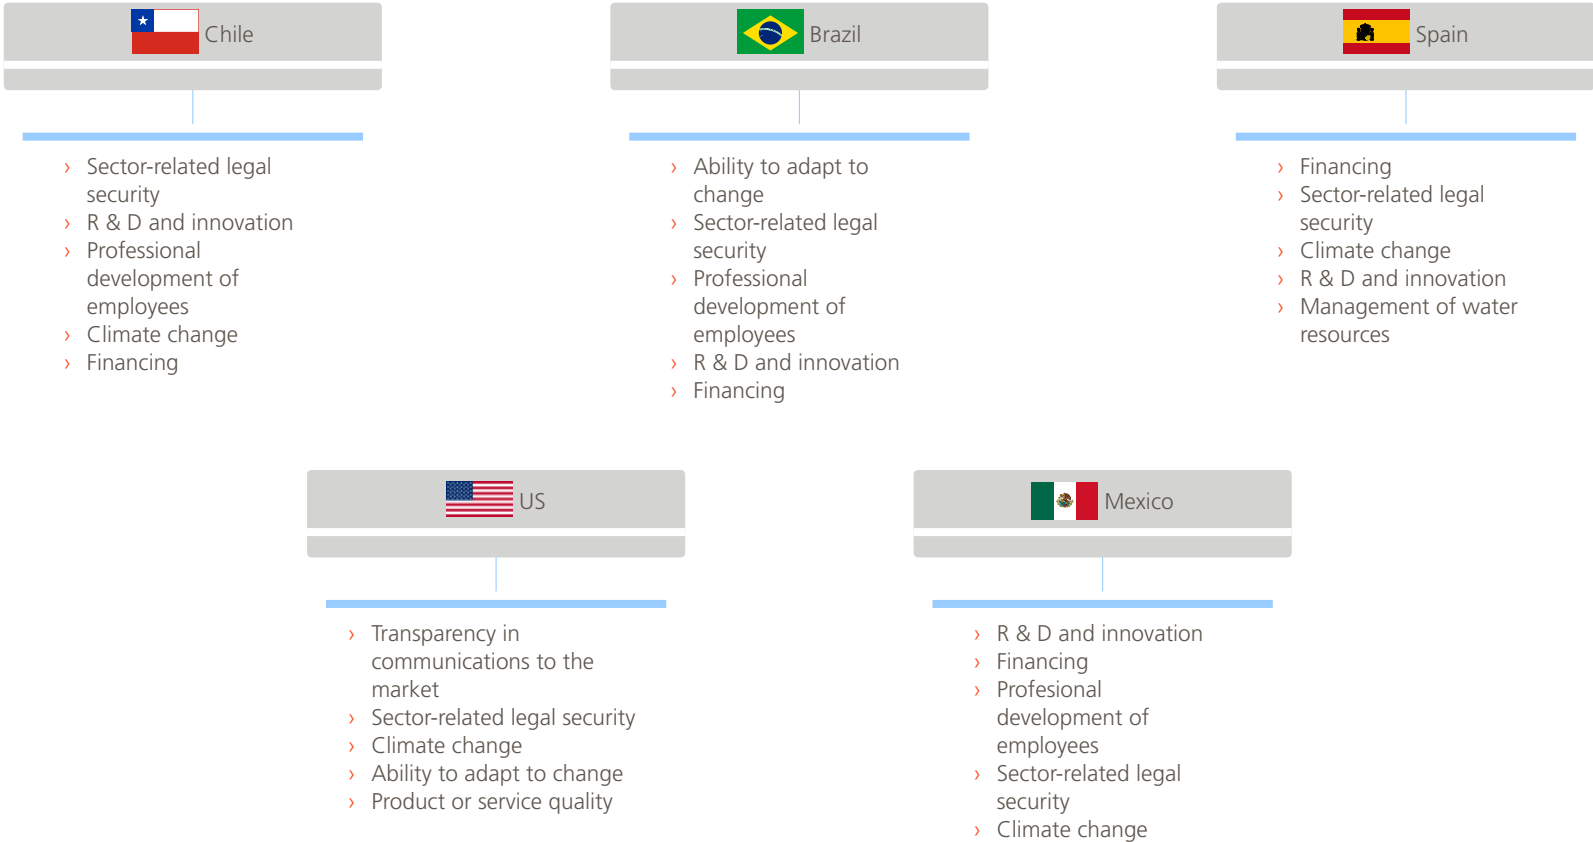 Chile
Sector-related legal
security
R & D and innovation
Professional
development of
employees
Climate change
Financing
Brazil
Ability to adapt to
change
Sector-related legal
security
Professional
development of
employees
R & D and innovation
Financing
Spain
Financing
Sector-related legal
security
Climate change
R & D and innovation
Management of water
resources
US
Transparency in
communications to the
market
Sector-related legal security
Climate change
Ability to adapt to change
Product or service quality
Mexico
R & D and innovation
Financing
Profesional
development of
employees
Sector-related legal
security
Climate change